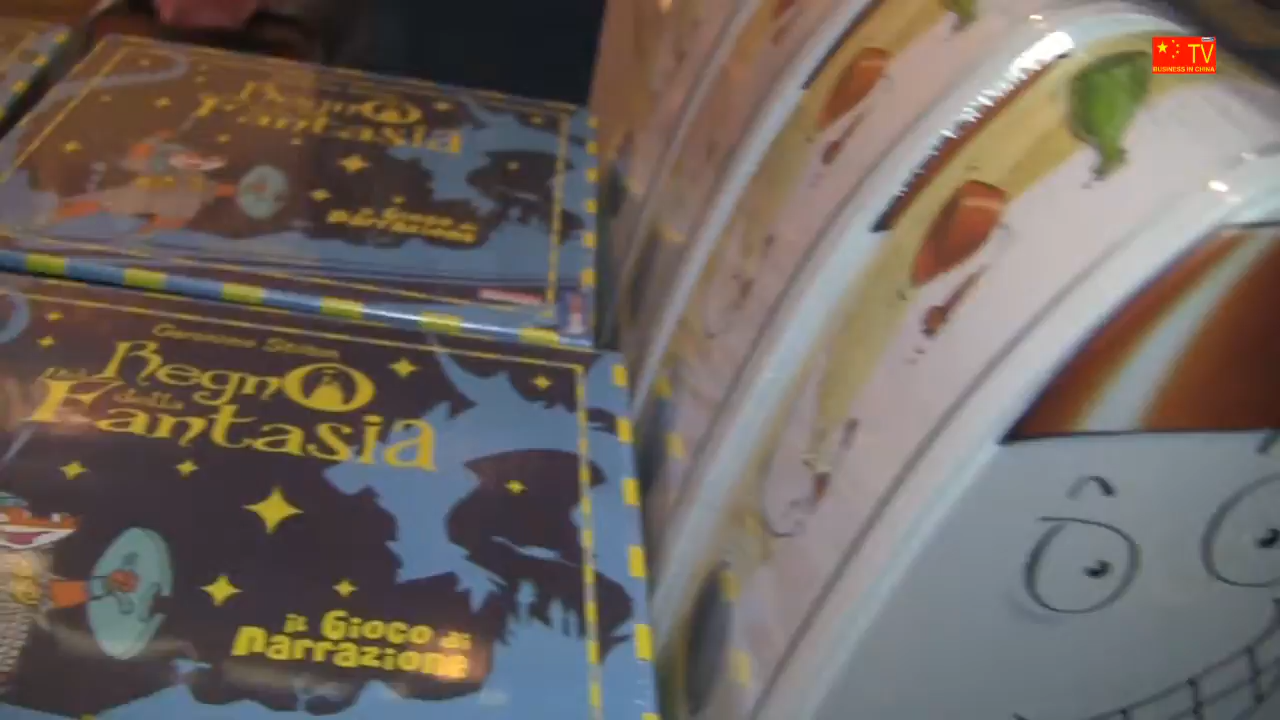 TV
BUSINESS IN CHINA
Regno
Fantasia
il Gioco di
narrazione
Geronimo Stilton
Regno
della
Fantasia
il Gioco di
narrazione